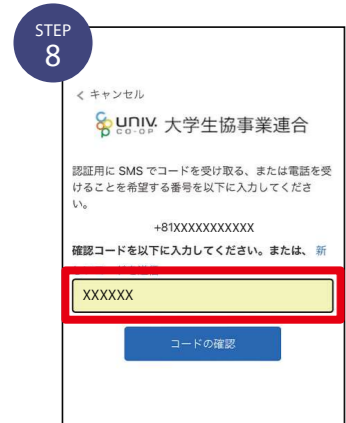 STEP
8
キャンセル
univ.
CO-OP
大学生協事業連合
認証用に SMS でコードを受け取る、または電話を受
けることを希望する番号を以下に入力してくださ
い。
+81XXXXXXXXXXX
確認コードを以下に入力してください。または、 新
XXXXXX
コードの確認